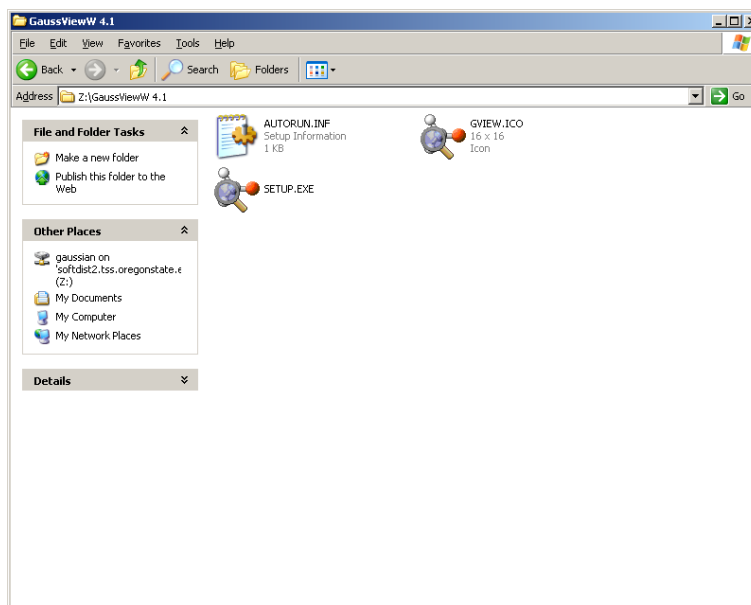 GaussViewW 4.1
File Edit View Favorites Tools Help
Back Search Folders
Address Z:\GaussViewW 4.1 Go
File and Folder Tasks
Make a new folder
Publish this folder to the
Web
Other Places
gaussian on
'softdist2.tss.oregonstate.e
(Z:)
My Documents
My Computer
My Network Places
Details
AUTORUN.INF
Setup Information
1 KB
GVIEW.ICO
16 x 16
Icon
SETUP.EXE